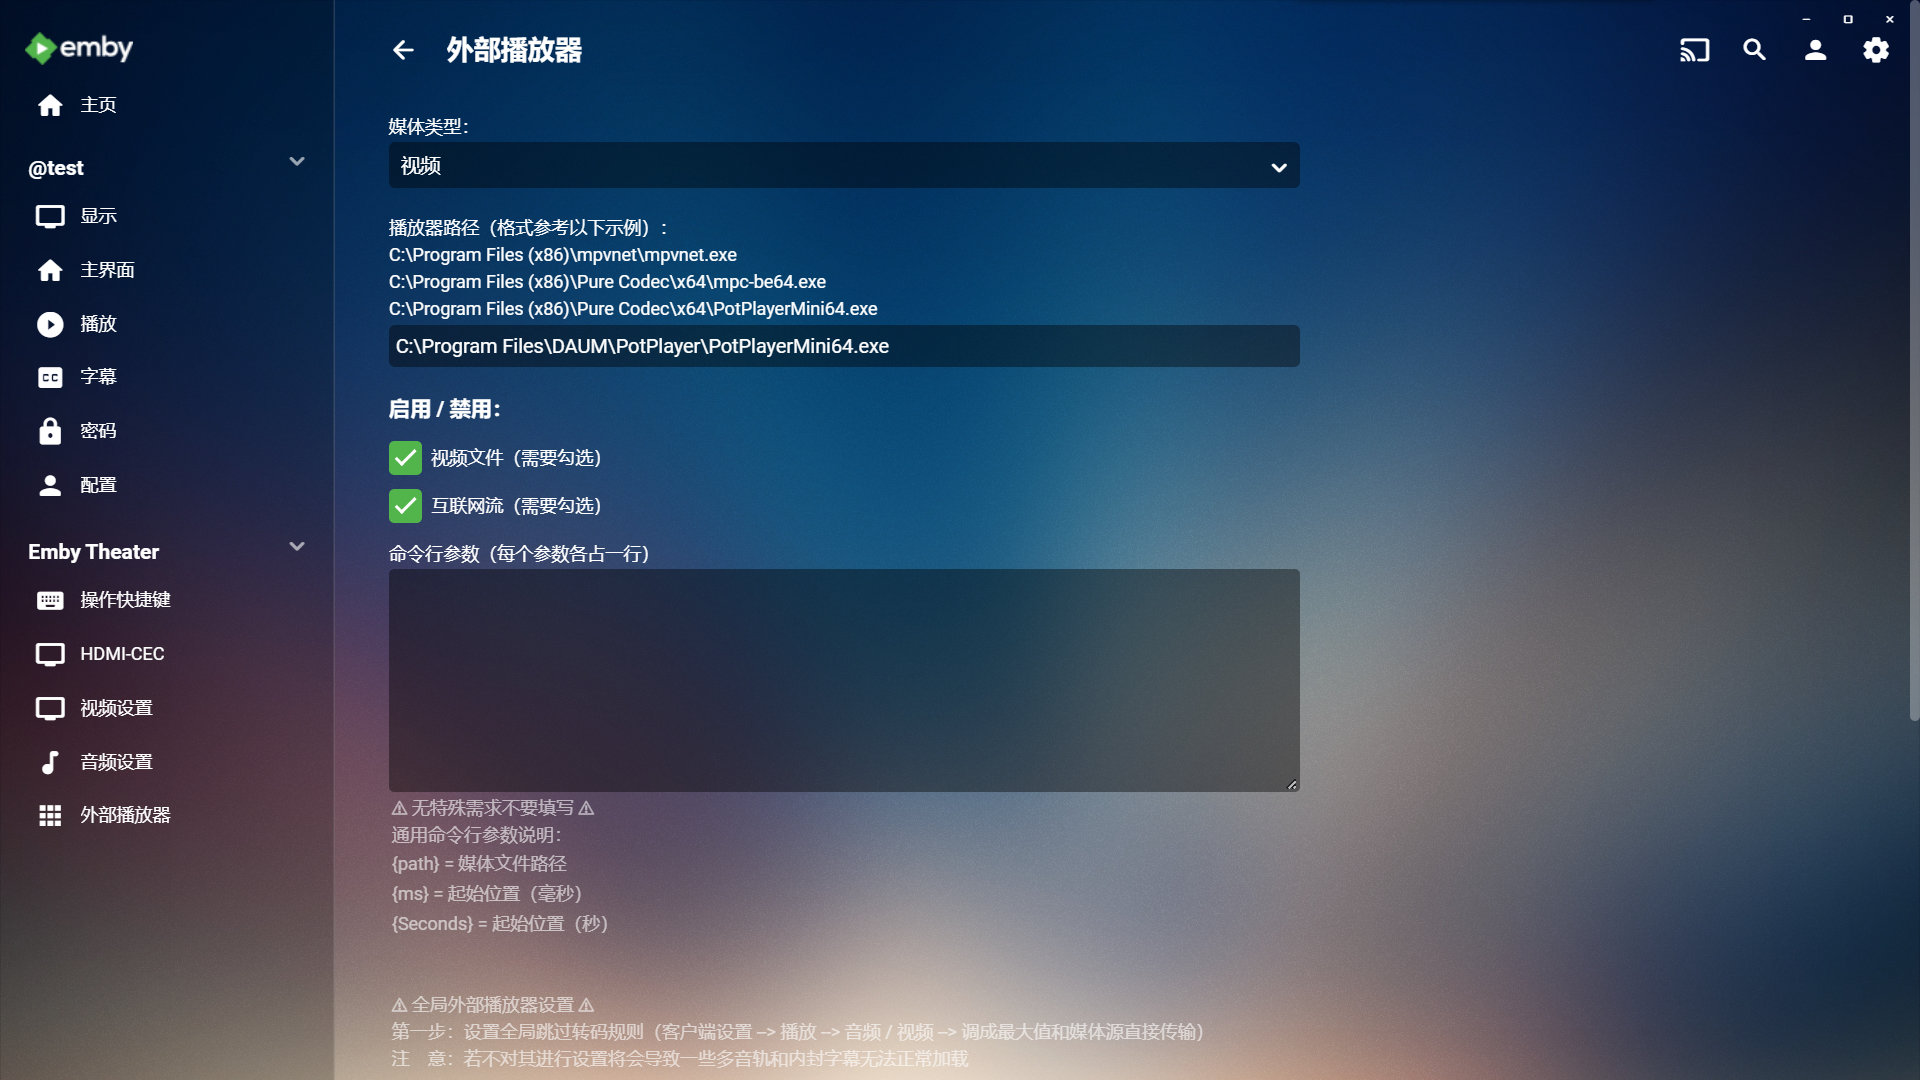 emby
主页
@test
显示
主界面
播放
字幕
密码
配置
Emby Theater
操作快捷键
HDMI-CEC
视频设置
音频设置
外部播放器
外部播放器
媒体类型：
视频
播放器路径（格式参考以下示例）：
C:\Program Files (x86)\mpvnet\mpvnet.exe
C:\Program Files (x86)\Pure Codec\x64\mpc-be64.exe
C:\Program Files (x86)\Pure Codec\x64\PotPlayerMini64.exe
C:\Program Files\DAUM\PotPlayer\PotPlayerMini64.exe
启用 / 禁用：
视频文件（需要勾选）
互联网流（需要勾选）
命令行参数（每个参数各占一行）
⚠ 无特殊需求不要填写 ⚠
通用命令行参数说明：
{path} = 媒体文件路径
{ms} = 起始位置（毫秒）
{Seconds} = 起始位置（秒）
⚠ 全局外部播放器设置 ⚠
第一步：设置全局跳过转码规则（客户端设置 --> 播放 --> 音频 / 视频 --> 调成最大值和媒体源直接传输）
注　意：若不对其进行设置将会导致一些多音轨和内封字幕无法正常加载